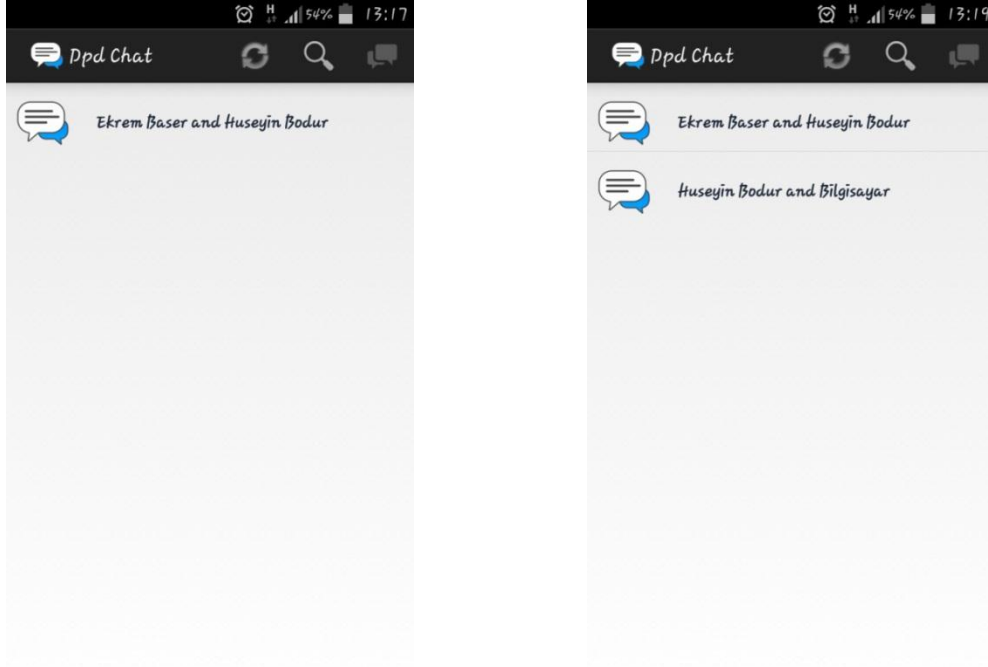 H 54% 13:17
Dpd Chat
Ekrem Baser and Huseyin Bodur
H 54% 13:19
Dpd Chat
Ekrem Baser and Huseyin Bodur
Huseyin Bodur and Bilgisayar